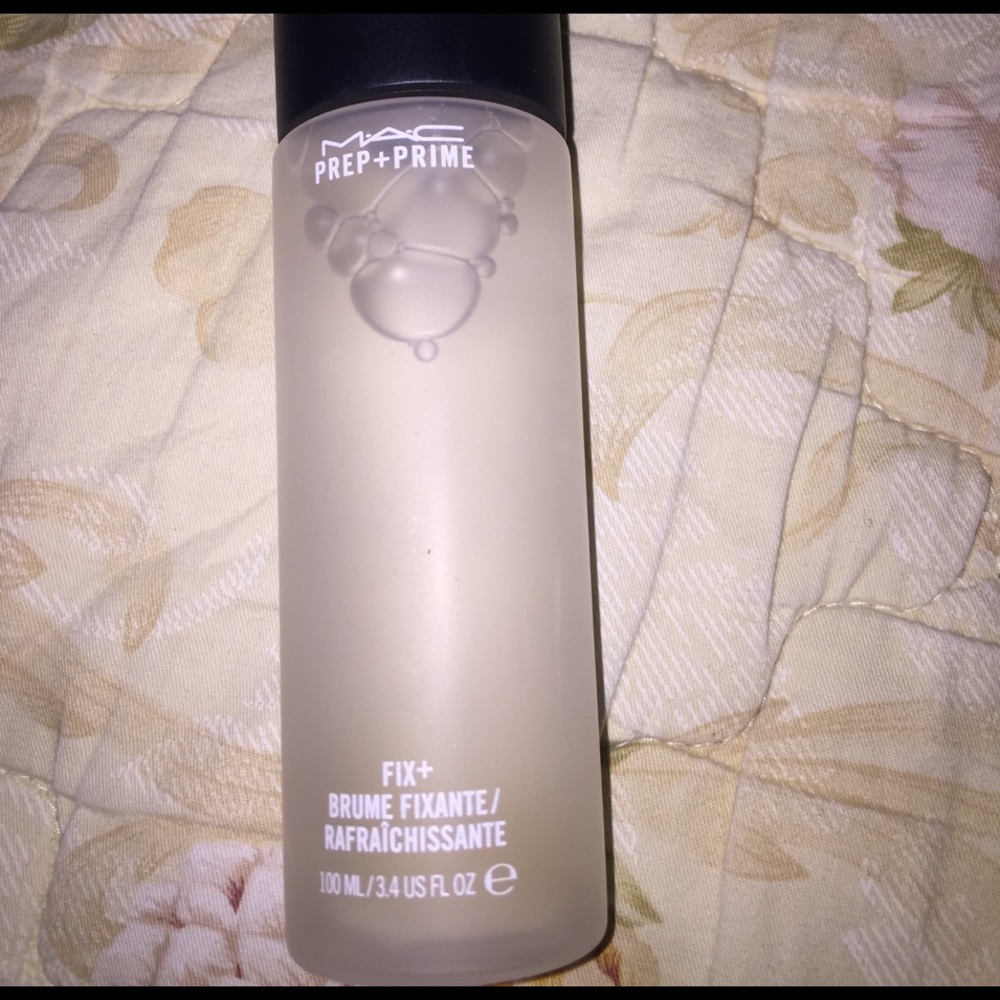 M·A·C
PREP+PRIME
FIX+
BRUME FIXANTE/
RAFRAÎCHISSANTE
100 ML/3.4 US FL OZ e